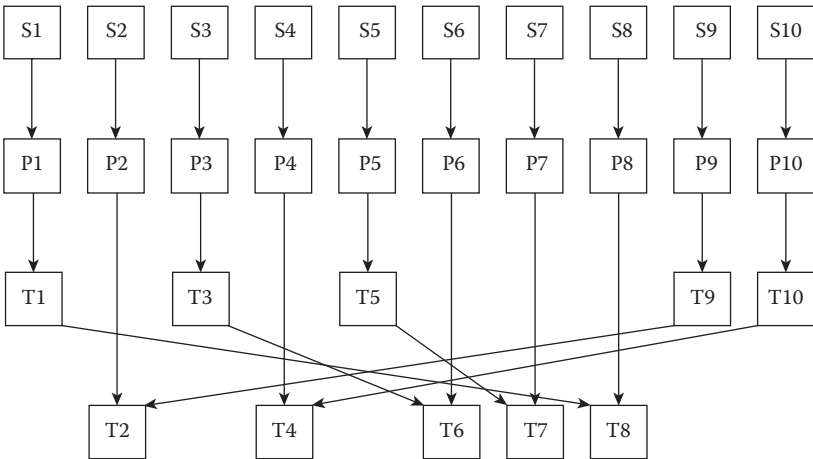 S1 S2 S3 S4 S5 S6 S7 S8 S9 S10
P1 P2 P3 P4 P5 P6 P7 P8 P9 P10
T1 T3 T5 T9 T10
T2 T4 T6 T7 T8